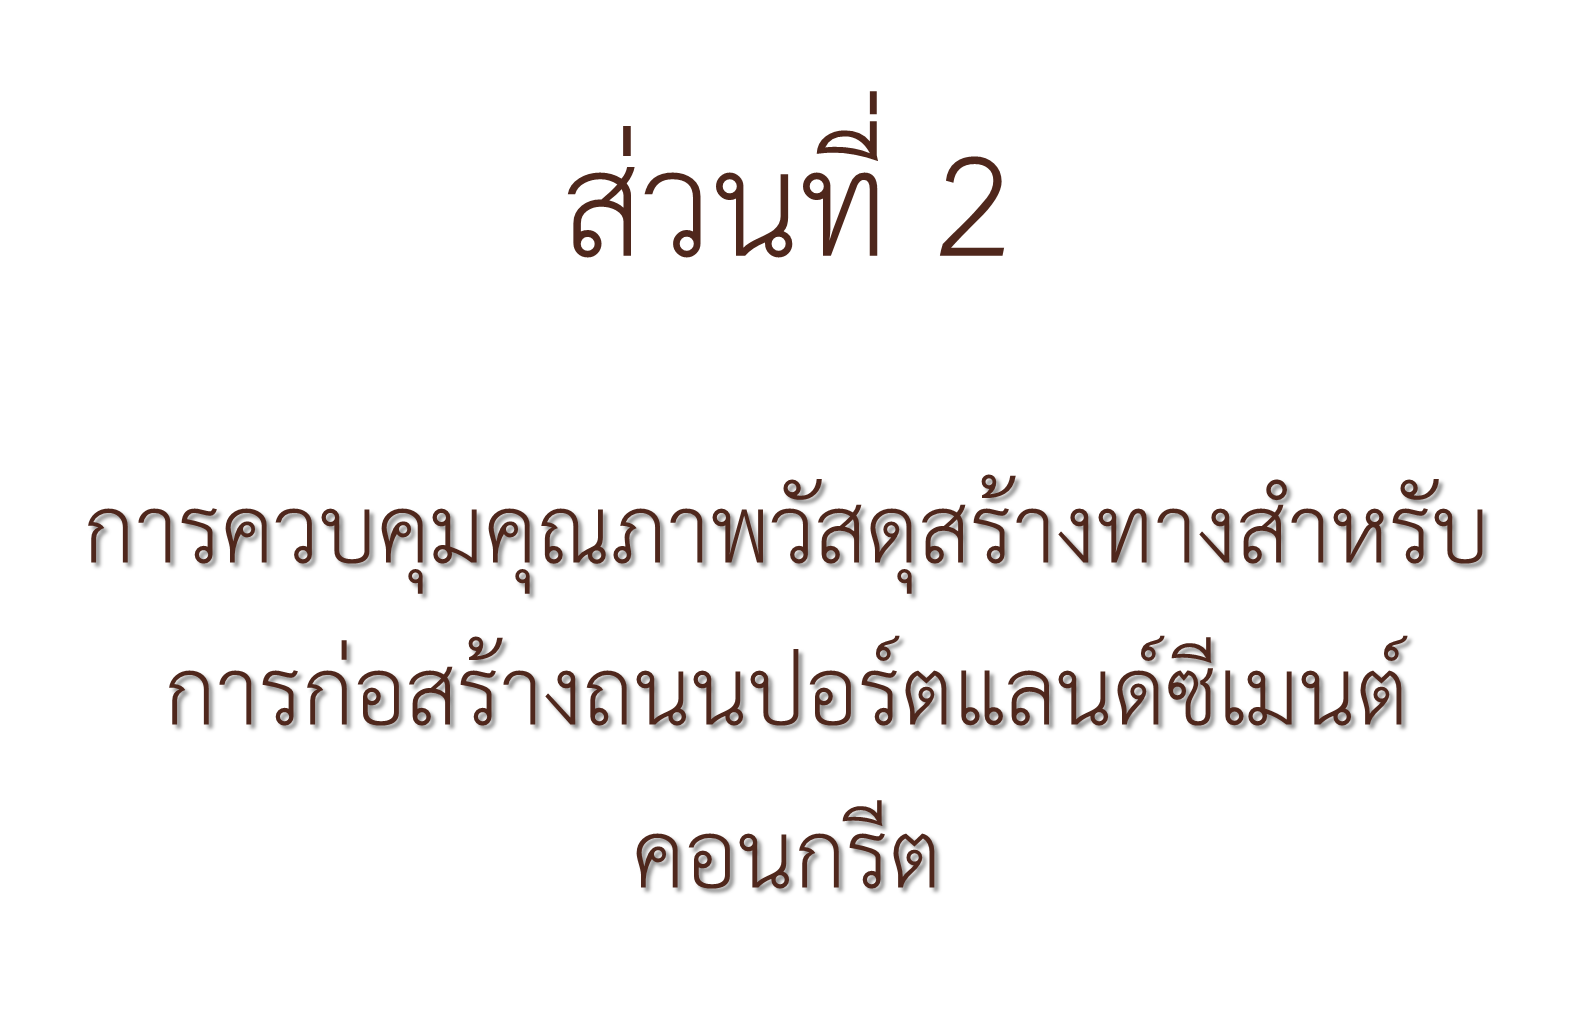 ส่วนที่ 2
การควบคุมคุณภาพวัสดุสร้างทางสำหรับ
การก่อสร้างถนนปอร์ตแลนด์ซีเมนต์
คอนกรีต